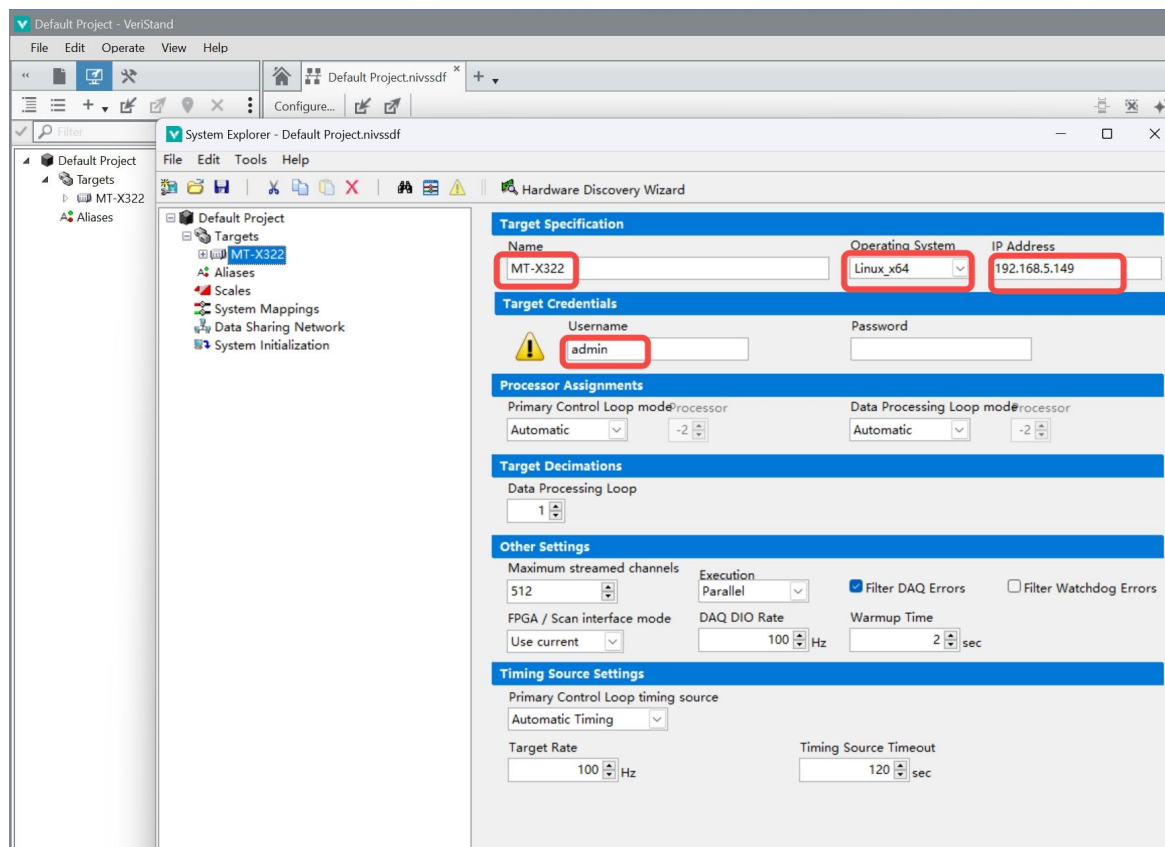 Default Project - VeriStand
File Edit Operate View Help
Default Project.nivssdf
Configure...
Filter
Default Project
Targets
MT-X322
Aliases
System Explorer - Default Project.nivssdf
File Edit Tools Help
Hardware Discovery Wizard
Default Project
Targets
MT-X322
Aliases
Scales
System Mappings
Data Sharing Network
System Initialization
Target Specification
Name Operating System IP Address
MT-X322 Linux_x64 192.168.5.149
Target Credentials
Username Password
admin
Processor Assignments
Primary Control Loop mode Processor Data Processing Loop mode Processor
Automatic -2 Automatic -2
Target Decimations
Data Processing Loop
1
Other Settings
Maximum streamed channels Execution
512 Parallel Filter DAQ Errors Filter Watchdog Errors
FPGA / Scan interface mode DAQ DIO Rate Warmup Time
Use current 100 Hz 2 sec
Timing Source Settings
Primary Control Loop timing source
Automatic Timing
Target Rate Timing Source Timeout
100 Hz 120 sec